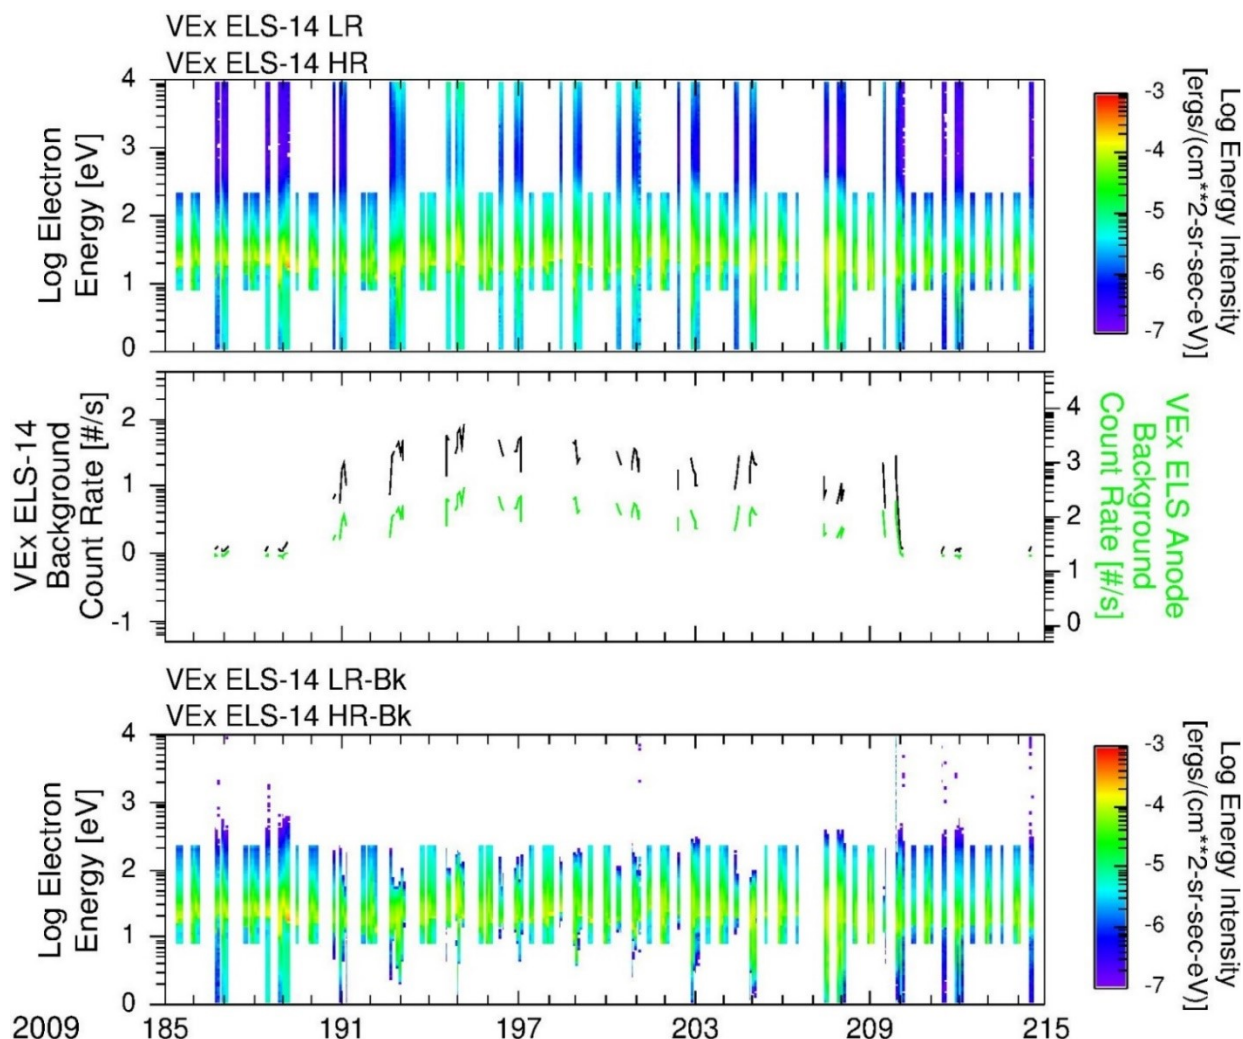 VEx ELS-14 LR
VEx ELS-14 HR
Log Electron
Energy [eV]
4
3
2
1
0
-3
-4
-5
-6
-7
Log Energy Intensity
[ergs/(cm**2-sr-sec-eV)]
VEx ELS-14
Background
Count Rate [#/s]
2
1
0
-1
4
3
2
1
0
VEx ELS Anode
Background
Count Rate [#/s]
VEx ELS-14 LR-Bk
VEx ELS-14 HR-Bk
Log Electron
Energy [eV]
4
3
2
1
0
-3
-4
-5
-6
-7
Log Energy Intensity
[ergs/(cm**2-sr-sec-eV)]
2009 185 191 197 203 209 215